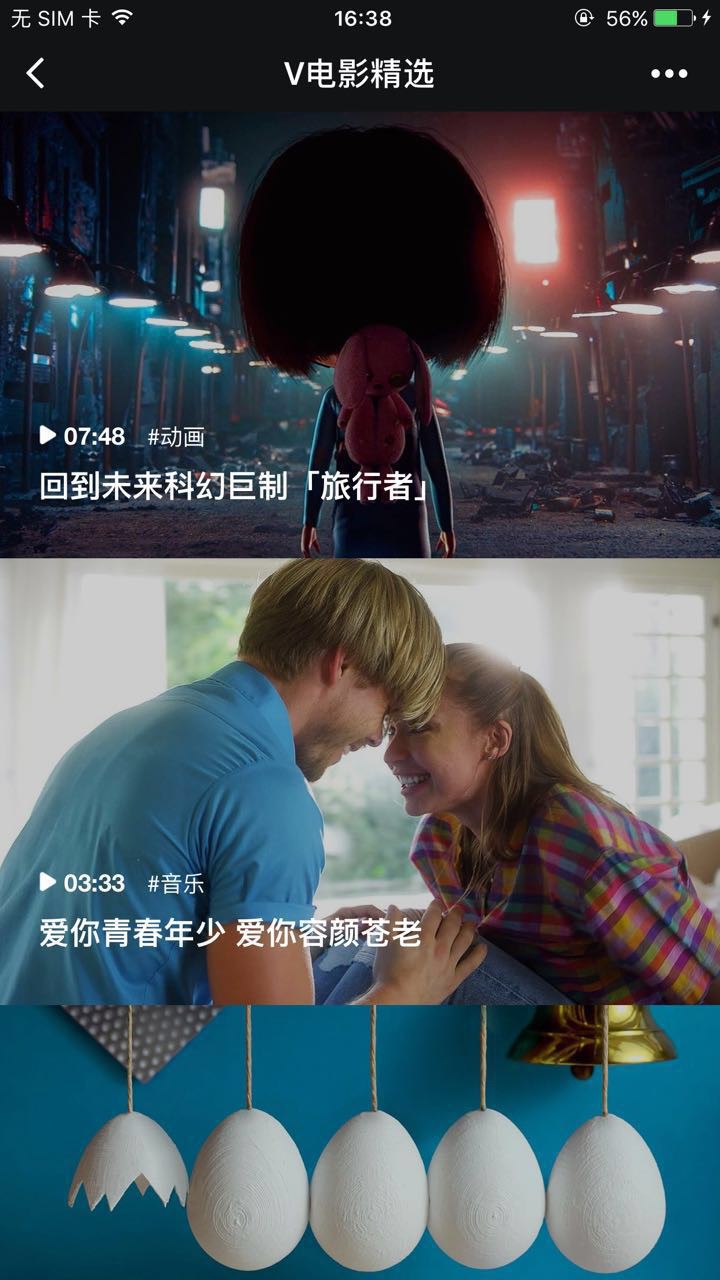 无 SIM 卡
16:38
56%
V电影精选
07:48 #动画
回到未来科幻巨制「旅行者」
03:33 #音乐
爱你青春年少 爱你容颜苍老